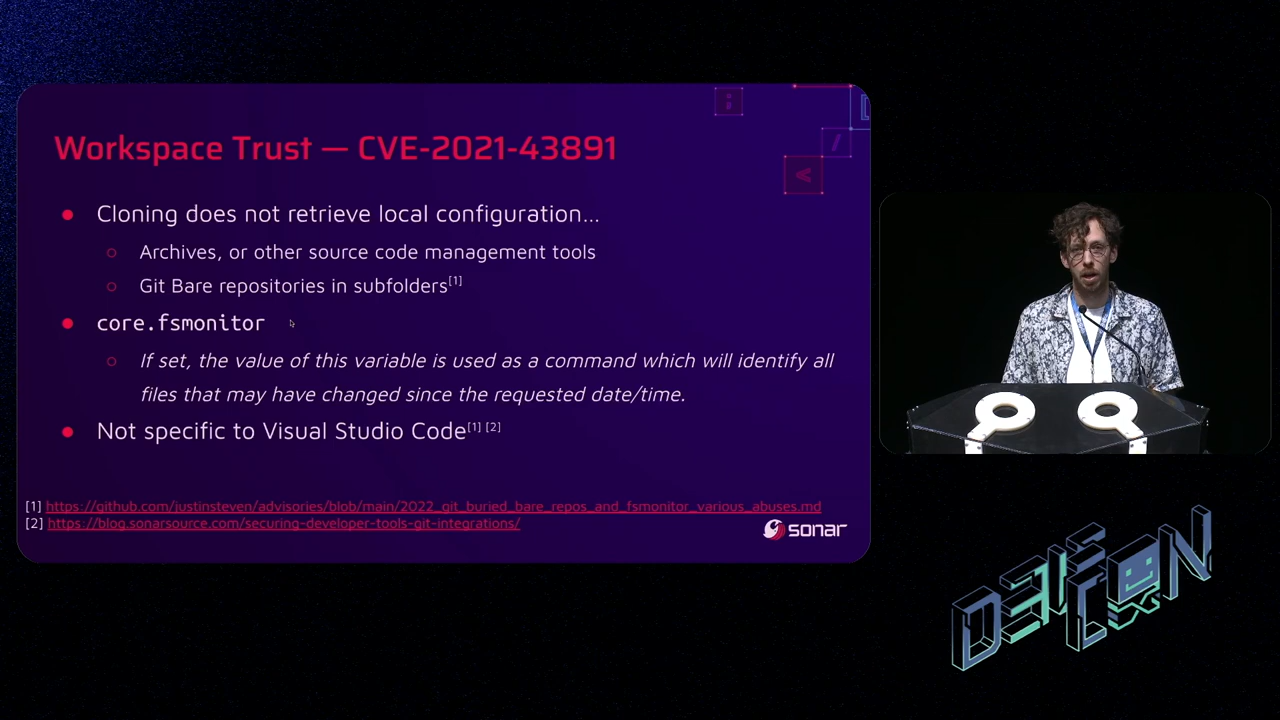 Workspace Trust — CVE-2021-43891
● Cloning does not retrieve local configuration...
○ Archives, or other source code management tools
○ Git Bare repositories in subfolders[1]
● core.fsmonitor
○ If set, the value of this variable is used as a command which will identify all
files that may have changed since the requested date/time.
● Not specific to Visual Studio Code[1] [2]
[1] https://github.com/justinsteven/advisories/blob/main/2022_git_buried_bare_repos_and_fsmonitor_various_abuses.md
[2] https://blog.sonarsource.com/securing-developer-tools-git-integrations/
sonar
DEF CON